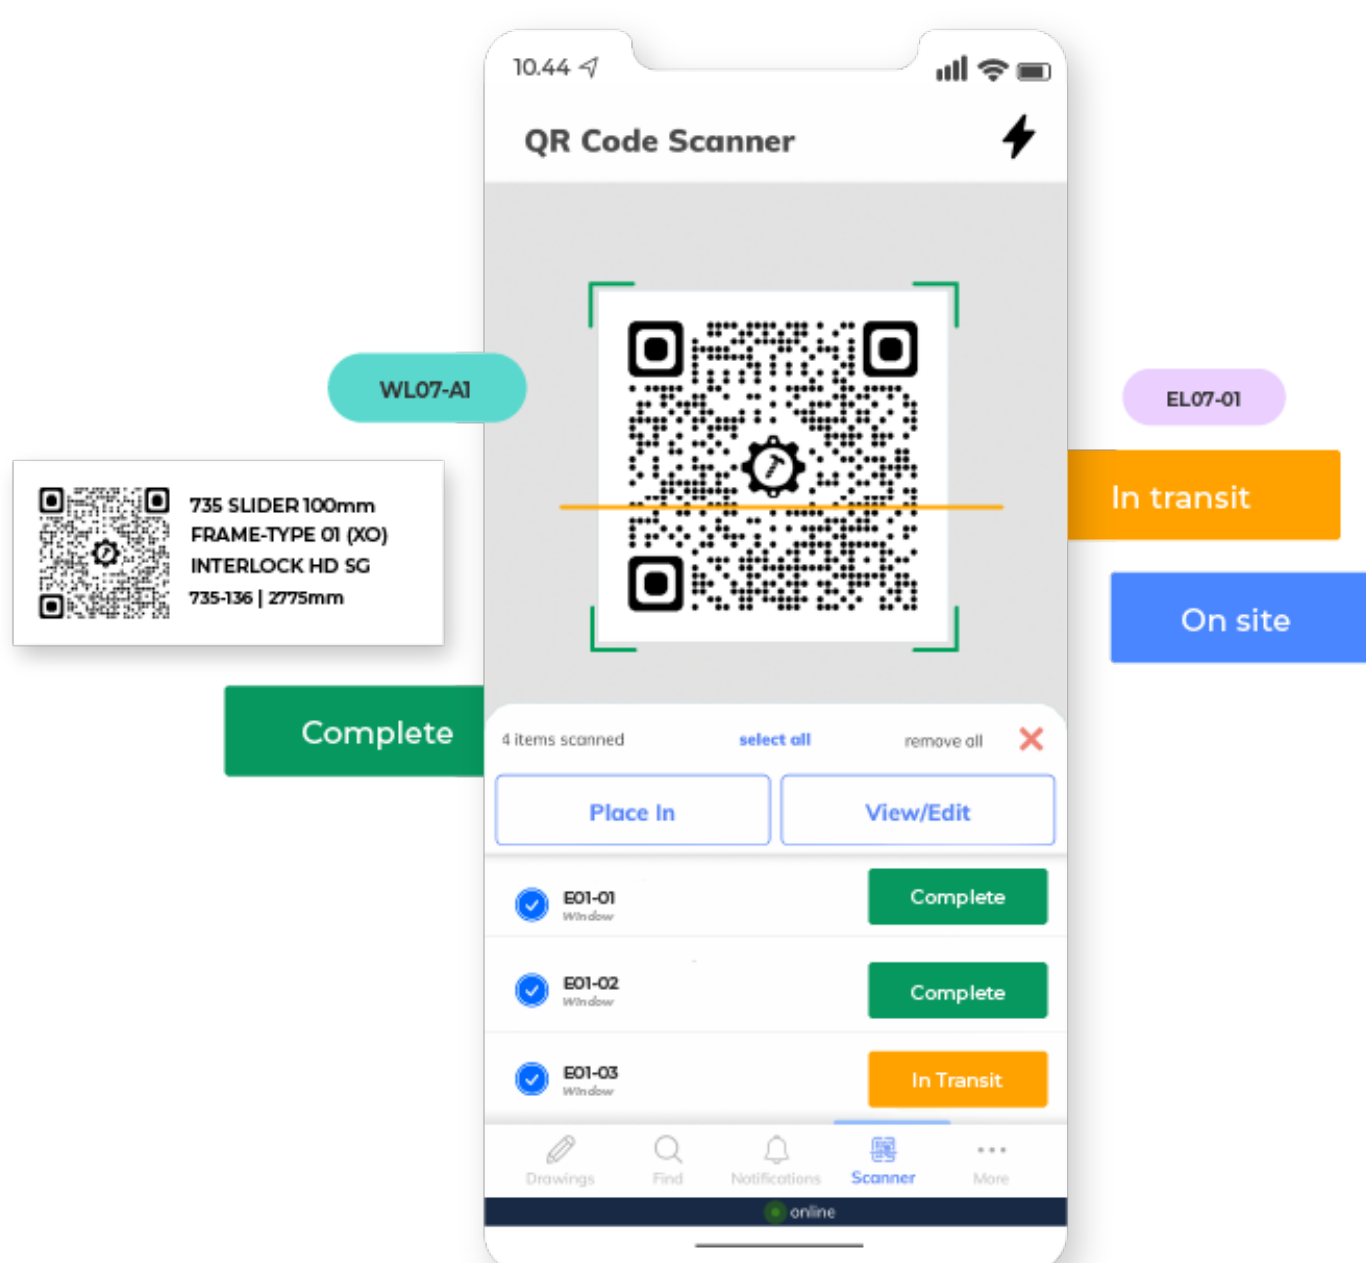 10.44
QR Code Scanner
WL07-A1
EL07-01
In transit
735 SLIDER 100mm
FRAME-TYPE 01 (XO)
INTERLOCK HD SG
735-136 | 2775mm
On site
Complete
4 items scanned
select all
remove all
Place In
View/Edit
E01-01
Window
Complete
E01-02
Window
Complete
E01-03
Window
In Transit
Drawings
Find
Notifications
Scanner
More
online